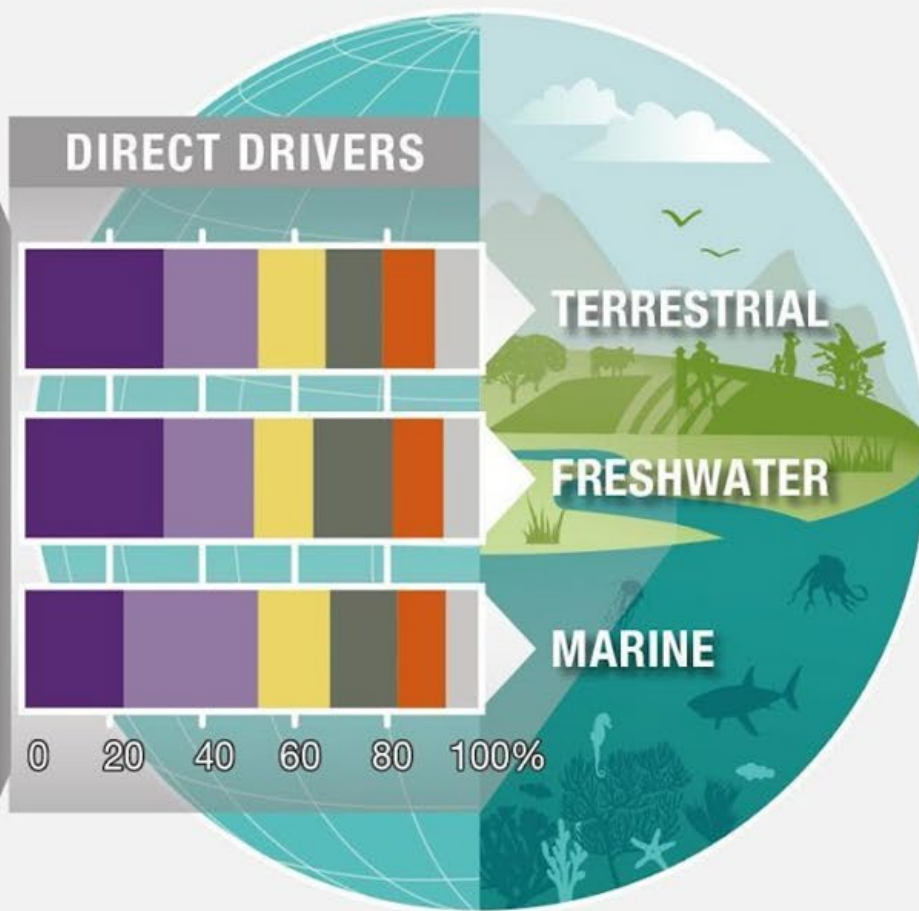 DIRECT DRIVERS
TERRESTRIAL
FRESHWATER
MARINE
0 20 40 60 80 100%